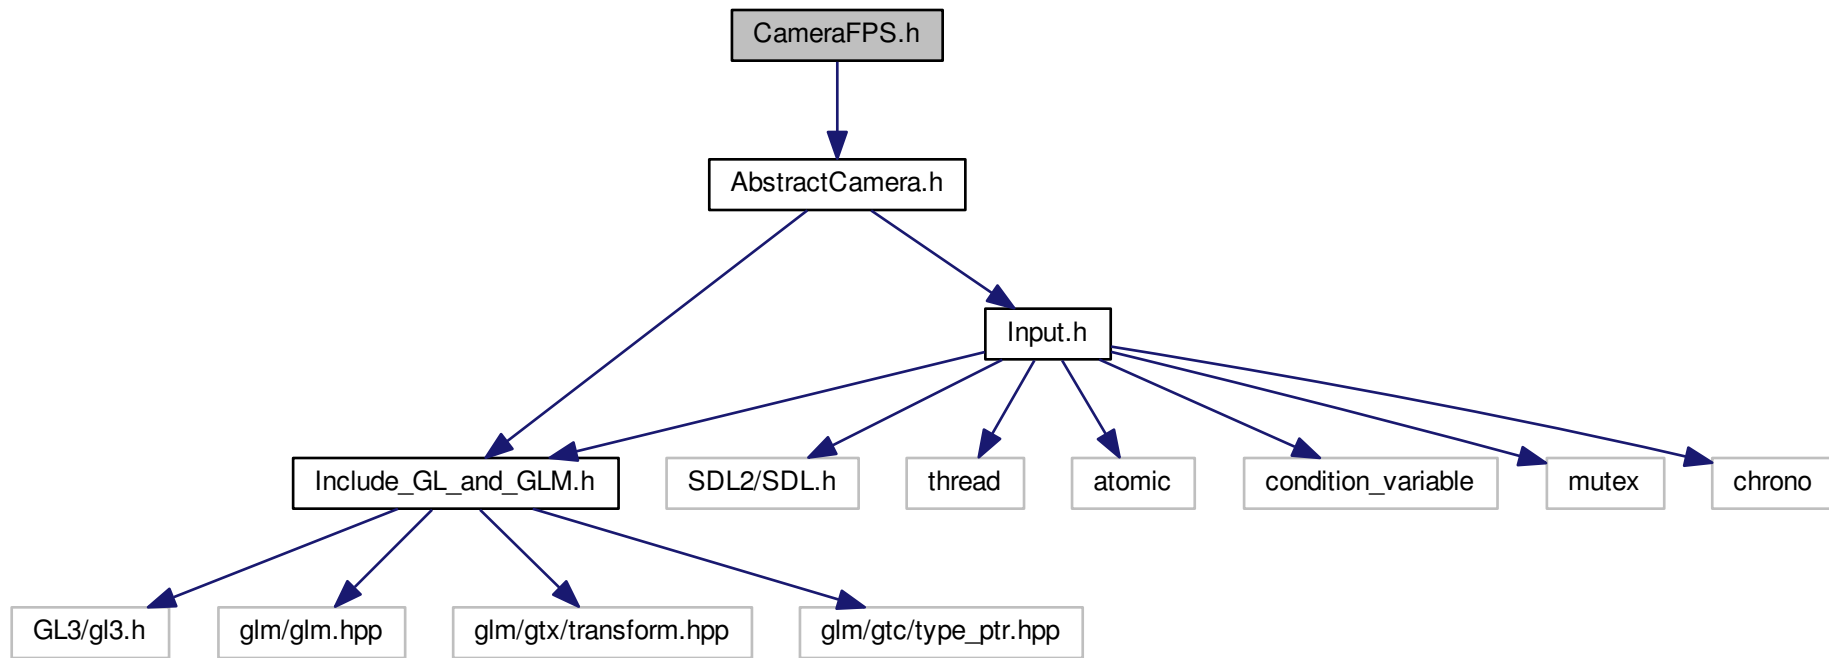 CameraFPS.h
AbstractCamera.h
Input.h
Include_GL_and_GLM.h
SDL2/SDL.h
thread
atomic
condition_variable
mutex
chrono
GL3/gl3.h
glm/glm.hpp
glm/gtx/transform.hpp
glm/gtc/type_ptr.hpp